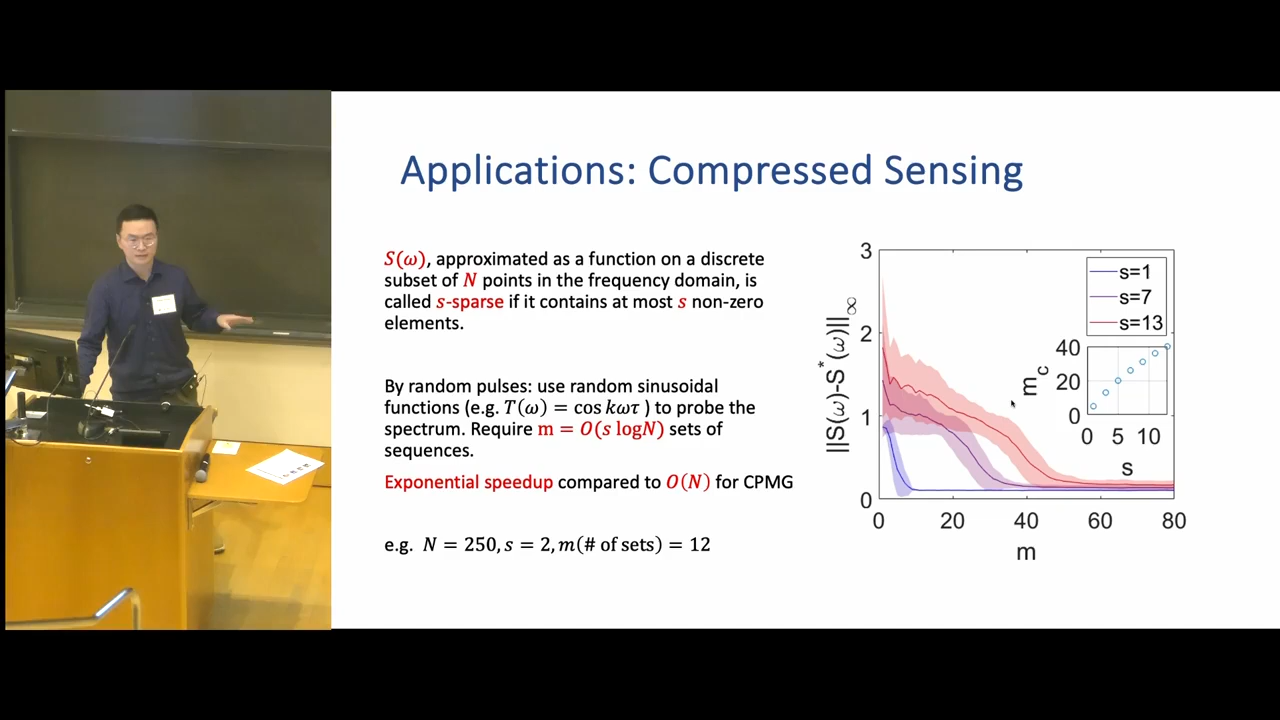 Applications: Compressed Sensing
S(ω), approximated as a function on a discrete
subset of N points in the frequency domain, is
called s-sparse if it contains at most s non-zero
elements.
By random pulses: use random sinusoidal
functions (e.g. T(ω) = cos kωτ ) to probe the
spectrum. Require m = O(s logN) sets of
sequences.
Exponential speedup compared to O(N) for CPMG
e.g. N = 250, s = 2, m(# of sets) = 12
||S(ω)-S*(ω)||∞
3
2
1
0
0 20 40 60 80
m
s=1
s=7
s=13
mc
40
20
0
0 5 10
s